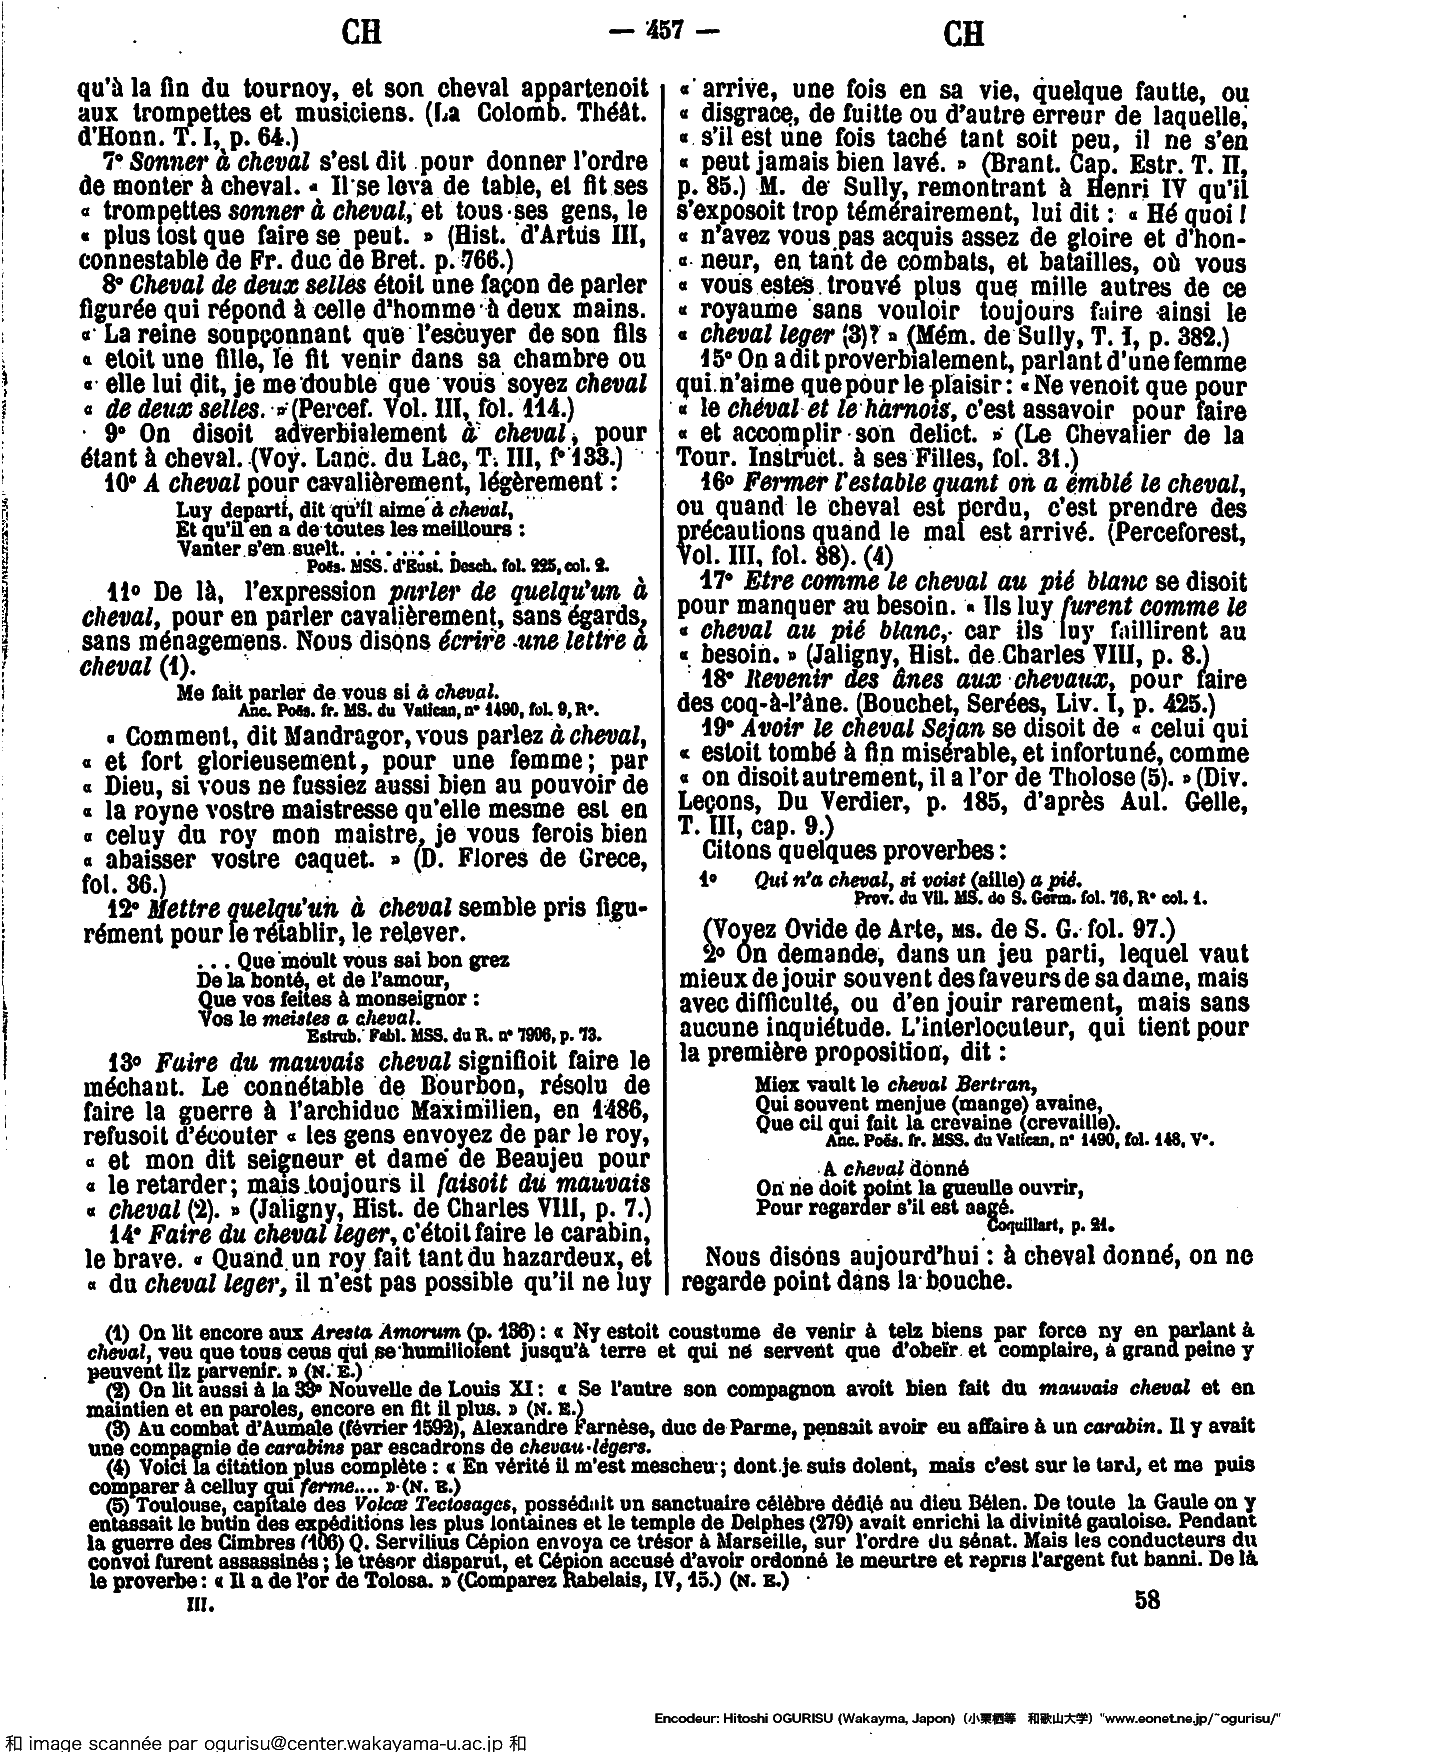 CH — 457 — CH
qu'à la fin du tournoy, et son cheval appartenoit
aux trompettes et musiciens. (La Colomb. Théât.
d'Honn. T. I, p. 64.)
7° Sonner à cheval s'est dit pour donner l'ordre
de monter à cheval. « Il se leva de table, et fit ses
« trompettes sonner à cheval, et tous ses gens, le
« plus tost que faire se peut. » (Hist. d'Artus III,
connestable de Fr. duc de Bret. p. 766.)
8° Cheval de deux selles étoit une façon de parler
figurée qui répond à celle d'homme à deux mains.
« La reine soupçonnant que l'escuyer de son fils
« etoit une fille, le fit venir dans sa chambre ou
« elle lui dit, je me double que vous soyez cheval
« de deux selles. » (Percef. Vol. III, fol. 114.)
9° On disoit adverbialement à cheval, pour
étant à cheval. (Voy. Lanc. du Lac, T. III, f° 133.)
10° A cheval pour cavalièrement, légèrement :
Luy departi, dit qu'il aime à cheval,
Et qu'il en a de toutes les meillours :
Vanter s'en suelt. . . . . . . . .
Poës. MSS. d'Eust. Desch. fol. 225, col. 2.
11° De là, l'expression parler de quelqu'un à
cheval, pour en parler cavalièrement, sans égards,
sans ménagemens. Nous disons écrire une lettre à
cheval (1).
Me fait parler de vous si à cheval.
Anc. Poës. fr. MS. du Vatican, n° 1490, fol. 9, R°.
« Comment, dit Mandragor, vous parlez à cheval,
« et fort glorieusement, pour une femme ; par
« Dieu, si vous ne fussiez aussi bien au pouvoir de
« la royne vostre maistresse qu'elle mesme est en
« celuy du roy mon maistre, je vous ferois bien
« abaisser vostre caquet. » (D. Flores de Grece,
fol. 36.)
12° Mettre quelqu'un à cheval semble pris figu-
rément pour le rétablir, le relever.
. . . Que moult vous sai bon grez
De la bonté, et de l'amour,
Que vos feites à monseignor :
Vos le meistes a cheval.
Estrub. Fabl. MSS. du R. n° 7996, p. 73.
13° Faire du mauvais cheval signifioit faire le
méchant. Le connétable de Bourbon, résolu de
faire la guerre à l'archiduc Maximilien, en 1486,
refusoit d'écouter « les gens envoyez de par le roy,
« et mon dit seigneur et dame de Beaujeu pour
« le retarder ; mais toujours il faisoit du mauvais
« cheval (2). » (Jaligny, Hist. de Charles VIII, p. 7.)
14° Faire du cheval leger, c'étoit faire le carabin,
le brave. « Quand un roy fait tant du hazardeux, et
« du cheval leger, il n'est pas possible qu'il ne luy
« arrive, une fois en sa vie, quelque fautte, ou
« disgrace, de fuitte ou d'autre erreur de laquelle,
« s'il est une fois taché tant soit peu, il ne s'en
« peut jamais bien lavé. » (Brant. Cap. Estr. T. II,
p. 85.) M. de Sully, remontrant à Henri IV qu'il
s'exposoit trop témérairement, lui dit : « Hé quoi !
« n'avez vous pas acquis assez de gloire et d'hon-
« neur, en tant de combats, et batailles, où vous
« vous estes trouvé plus que mille autres de ce
« royaume sans vouloir toujours faire ainsi le
« cheval leger (3)? » (Mém. de Sully, T. I, p. 382.)
15° On a dit proverbialement, parlant d'une femme
qui n'aime que pour le plaisir : « Ne venoit que pour
« le chéval et le harnois, c'est assavoir pour faire
« et accomplir son delict. » (Le Chevalier de la
Tour. Instruct. à ses Filles, fol. 31.)
16° Fermer l'estable quant on a emblé le cheval,
ou quand le cheval est perdu, c'est prendre des
précautions quand le mal est arrivé. (Perceforest,
Vol. III, fol. 88). (4)
17° Etre comme le cheval au pié blanc se disoit
pour manquer au besoin. « Ils luy furent comme le
« cheval au pié blanc, car ils luy faillirent au
« besoin. » (Jaligny, Hist. de Charles VIII, p. 8.)
18° Revenir des ânes aux chevaux, pour faire
des coq-à-l'âne. (Bouchet, Serées, Liv. I, p. 425.)
19° Avoir le cheval Sejan se disoit de « celui qui
« estoit tombé à fin misérable, et infortuné, comme
« on disoit autrement, il a l'or de Tholose (5). » (Div.
Leçons, Du Verdier, p. 185, d'après Aul. Gelle,
T. III, cap. 9.)
Citons quelques proverbes :
1° Qui n'a cheval, si voist (aille) a pié.
Prov. du Vil. MS. de S. Germ. fol. 76, R° col. 1.
(Voyez Ovide de Arte, MS. de S. G. fol. 97.)
2° On demande, dans un jeu parti, lequel vaut
mieux de jouir souvent des faveurs de sa dame, mais
avec difficulté, ou d'en jouir rarement, mais sans
aucune inquiétude. L'interlocuteur, qui tient pour
la première proposition, dit :
Miex vault le cheval Bertran,
Qui souvent menjue (mange) avaine,
Que cil qui fait la crevaine (crevaille).
Anc. Poës. fr. MSS. du Vatican, n° 1490, fol. 148, V°.
A cheval donné
On ne doit point la gueulle ouvrir,
Pour regarder s'il est aagé.
Coquillart, p. 21.
Nous disons aujourd'hui : à cheval donné, on ne
regarde point dans la bouche.
(1) On lit encore aux Aresta Amorum (p. 136) : « Ny estoit coustume de venir à telz biens par force ny en parlant à
cheval, veu que tous ceus qui se humilioient jusqu'à terre et qui ne servent que d'obeir et complaire, à grand peine y
peuvent ilz parvenir. » (N. E.)
(2) On lit aussi à la 33° Nouvelle de Louis XI : « Se l'autre son compagnon avoit bien fait du mauvais cheval et en
maintien et en paroles, encore en fit il plus. » (N. E.)
(3) Au combat d'Aumale (février 1592), Alexandre Farnèse, duc de Parme, pensait avoir eu affaire à un carabin. Il y avait
une compagnie de carabins par escadrons de chevau-légers.
(4) Voici la citation plus complète : « En vérité il m'est mescheu ; dont je suis dolent, mais c'est sur le tard, et me puis
comparer à celluy qui ferme.... » (N. E.)
(5) Toulouse, capitale des Volcæ Tectosages, possédait un sanctuaire célèbre dédié au dieu Bélen. De toute la Gaule on y
entassait le butin des expéditions les plus lointaines et le temple de Delphes (279) avait enrichi la divinité gauloise. Pendant
la guerre des Cimbres (106) Q. Servilius Cépion envoya ce trésor à Marseille, sur l'ordre du sénat. Mais les conducteurs du
convoi furent assassinés ; le trésor disparut, et Cépion accusé d'avoir ordonné le meurtre et repris l'argent fut banni. De là
le proverbe : « Il a de l'or de Tolosa. » (Comparez Rabelais, IV, 15.) (N. E.)
III. 58
Encodeur: Hitoshi OGURISU (Wakayma, Japon) (小栗栖等 和歌山大学) "www.eonet.ne.jp/~ogurisu/"
和 image scannée par ogurisu@center.wakayama-u.ac.jp 和